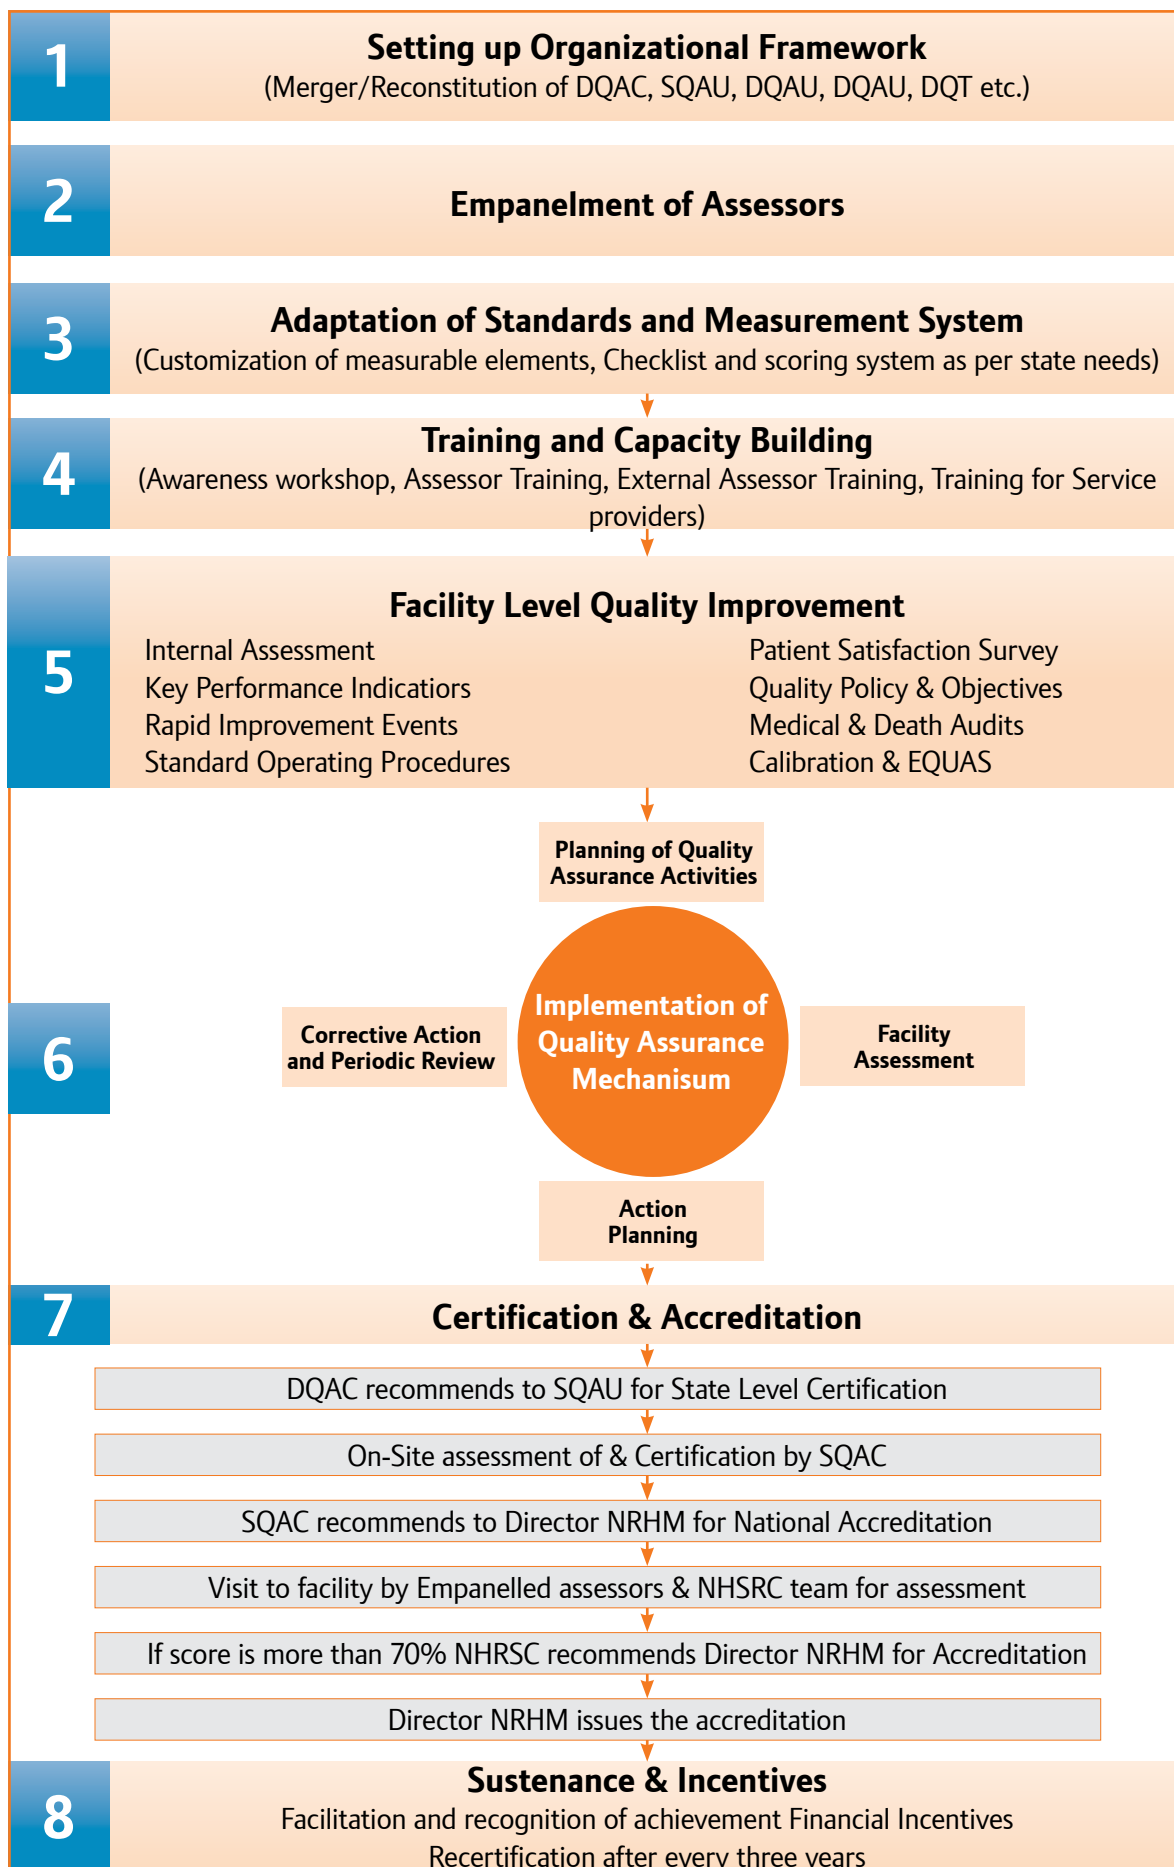 1
Setting up Organizational Framework
(Merger/Reconstitution of DQAC, SQAU, DQAU, DQAU, DQT etc.)
2
Empanelment of Assessors
3
Adaptation of Standards and Measurement System
(Customization of measurable elements, Checklist and scoring system as per state needs)
4
Training and Capacity Building
(Awareness workshop, Assessor Training, External Assessor Training, Training for Service
providers)
5
Facility Level Quality Improvement
Internal Assessment
Key Performance Indicatiors
Rapid Improvement Events
Standard Operating Procedures
Patient Satisfaction Survey
Quality Policy & Objectives
Medical & Death Audits
Calibration & EQUAS
6
Planning of Quality
Assurance Activities
Corrective Action
and Periodic Review
Implementation of
Quality Assurance
Mechanisum
Facility
Assessment
Action
Planning
7
Certification & Accreditation
DQAC recommends to SQAU for State Level Certification
On-Site assessment of & Certification by SQAC
SQAC recommends to Director NRHM for National Accreditation
Visit to facility by Empanelled assessors & NHSRC team for assessment
If score is more than 70% NHRSC recommends Director NRHM for Accreditation
Director NRHM issues the accreditation
8
Sustenance & Incentives
Facilitation and recognition of achievement Financial Incentives
Recertification after every three years